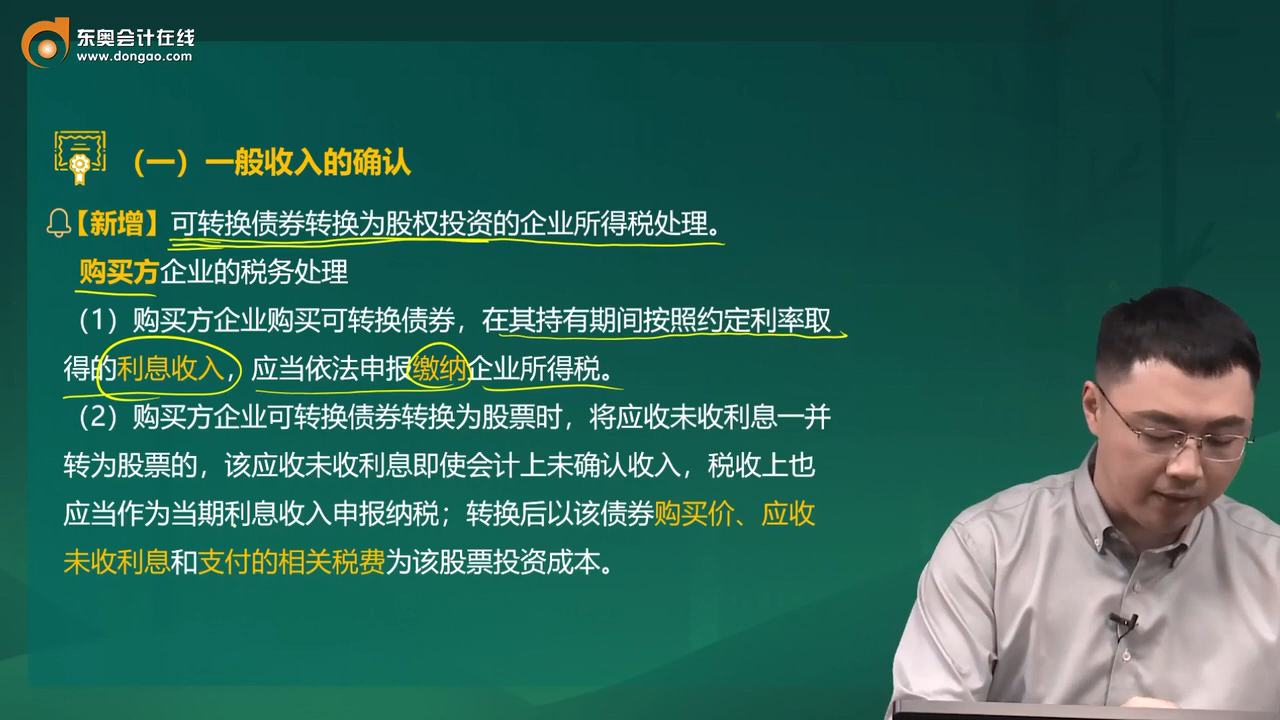 东奥会计在线
www.dongao.com
（一）一般收入的确认
【新增】可转换债券转换为股权投资的企业所得税处理。
购买方企业的税务处理
（1）购买方企业购买可转换债券，在其持有期间按照约定利率取
得的利息收入，应当依法申报缴纳企业所得税。
（2）购买方企业可转换债券转换为股票时，将应收未收利息一并
转为股票的，该应收未收利息即使会计上未确认收入，税收上也
应当作为当期利息收入申报纳税；转换后以该债券购买价、应收
未收利息和支付的相关税费为该股票投资成本。